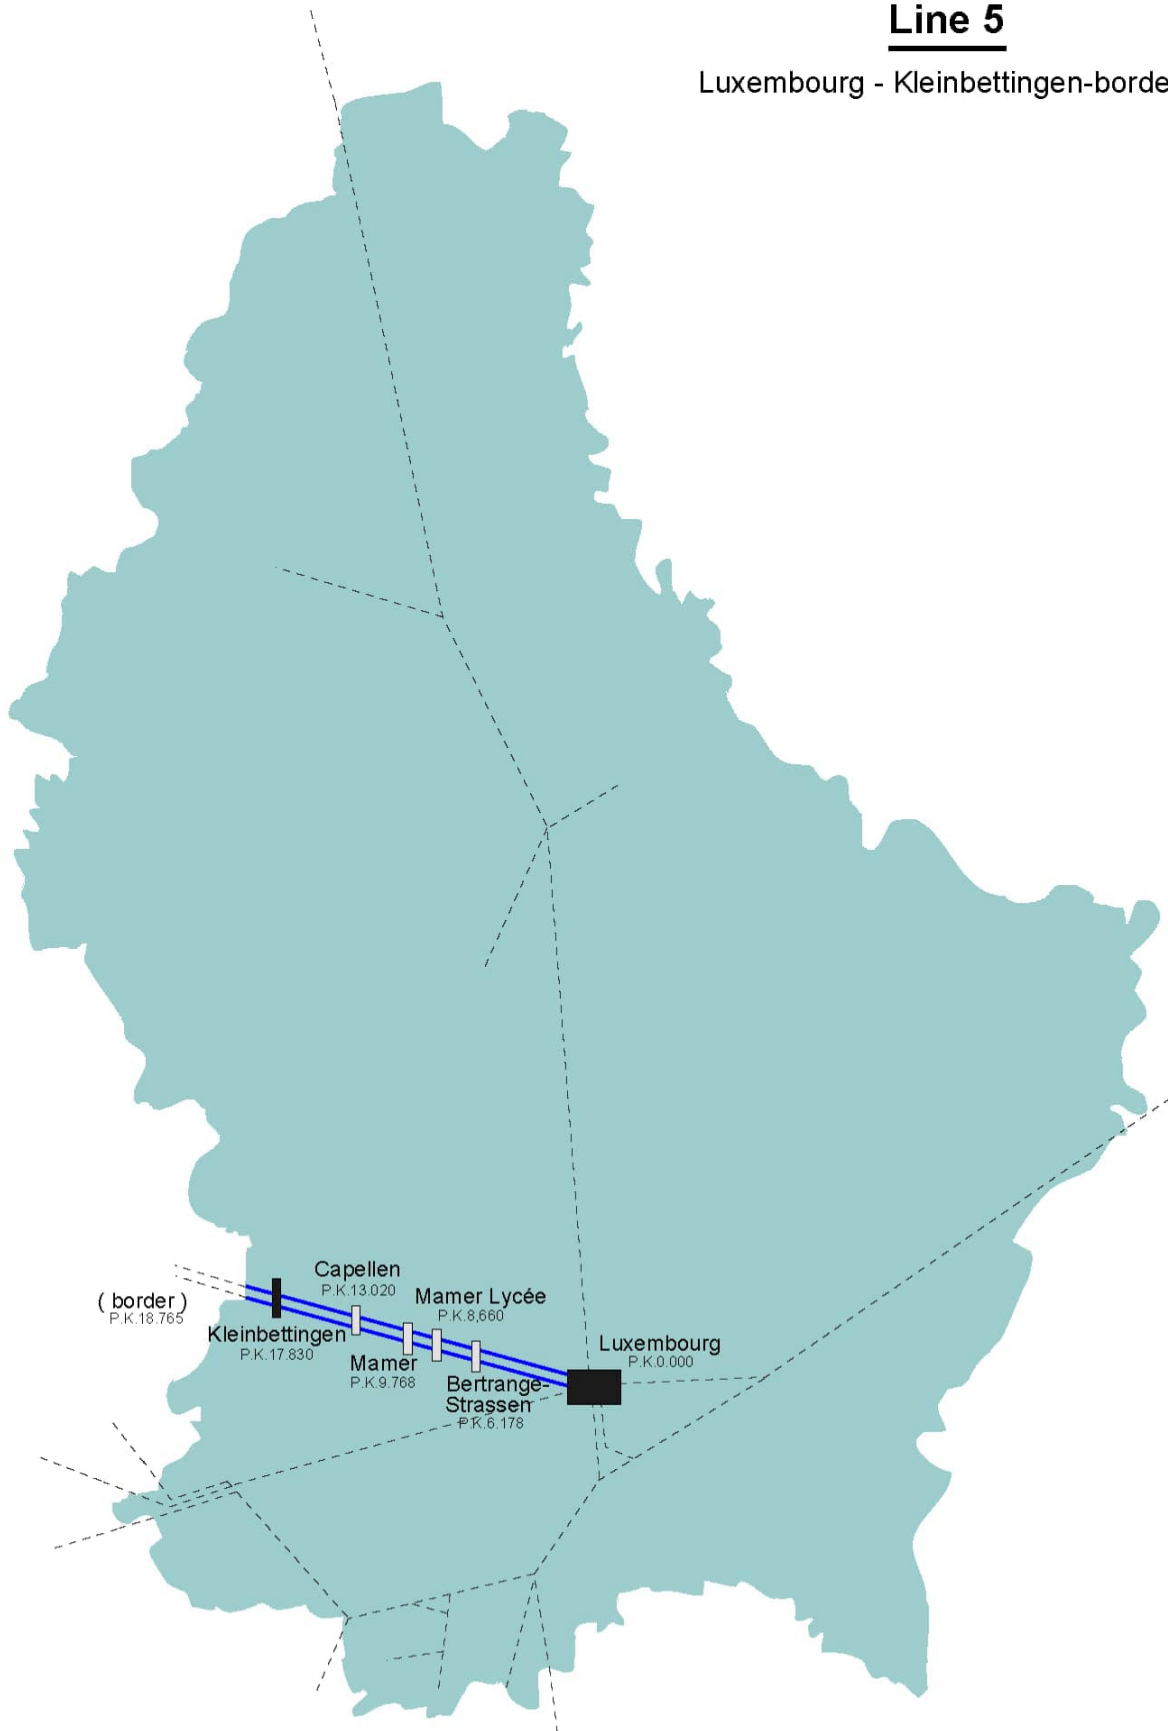 Line 5
Luxembourg - Kleinbettingen-borde
Capellen
P.K.13.020
Mamer Lycée
P.K.8,660
( border )
P.K.18.765
Kleinbettingen
P.K.17.830
Mamer
P.K.9.768
Luxembourg
P.K.0.000
Bertrange-
Strassen
P.K.6.178